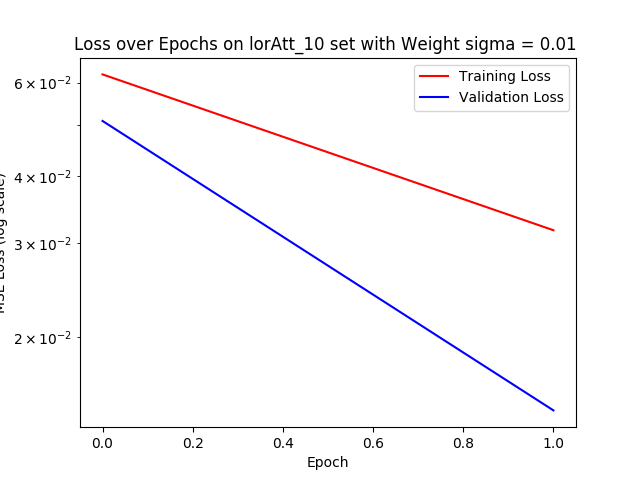 Loss over Epochs on lorAtt_10 set with Weight sigma = 0.01
Training Loss
Validation Loss
6 × 10⁻²
4 × 10⁻²
3 × 10⁻²
2 × 10⁻²
MSE Loss (log scale)
0.0 0.2 0.4 0.6 0.8 1.0
Epoch